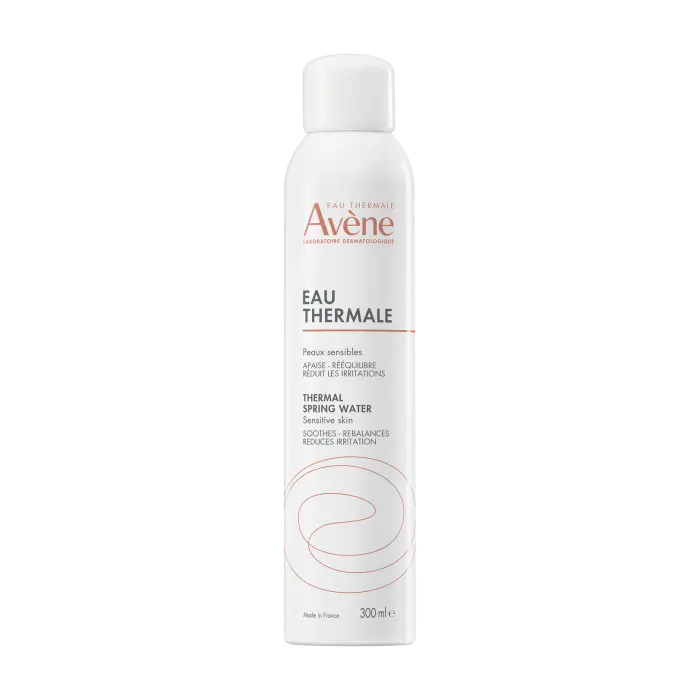 EAU THERMALE
Avène
LABORATOIRE DERMATOLOGIQUE
EAU
THERMALE
Peaux sensibles
APAISE - RÉÉQUILIBRE
RÉDUIT LES IRRITATIONS
THERMAL
SPRING WATER
Sensitive skin
SOOTHES - REBALANCES
REDUCES IRRITATION
Made in France 300 ml ℮